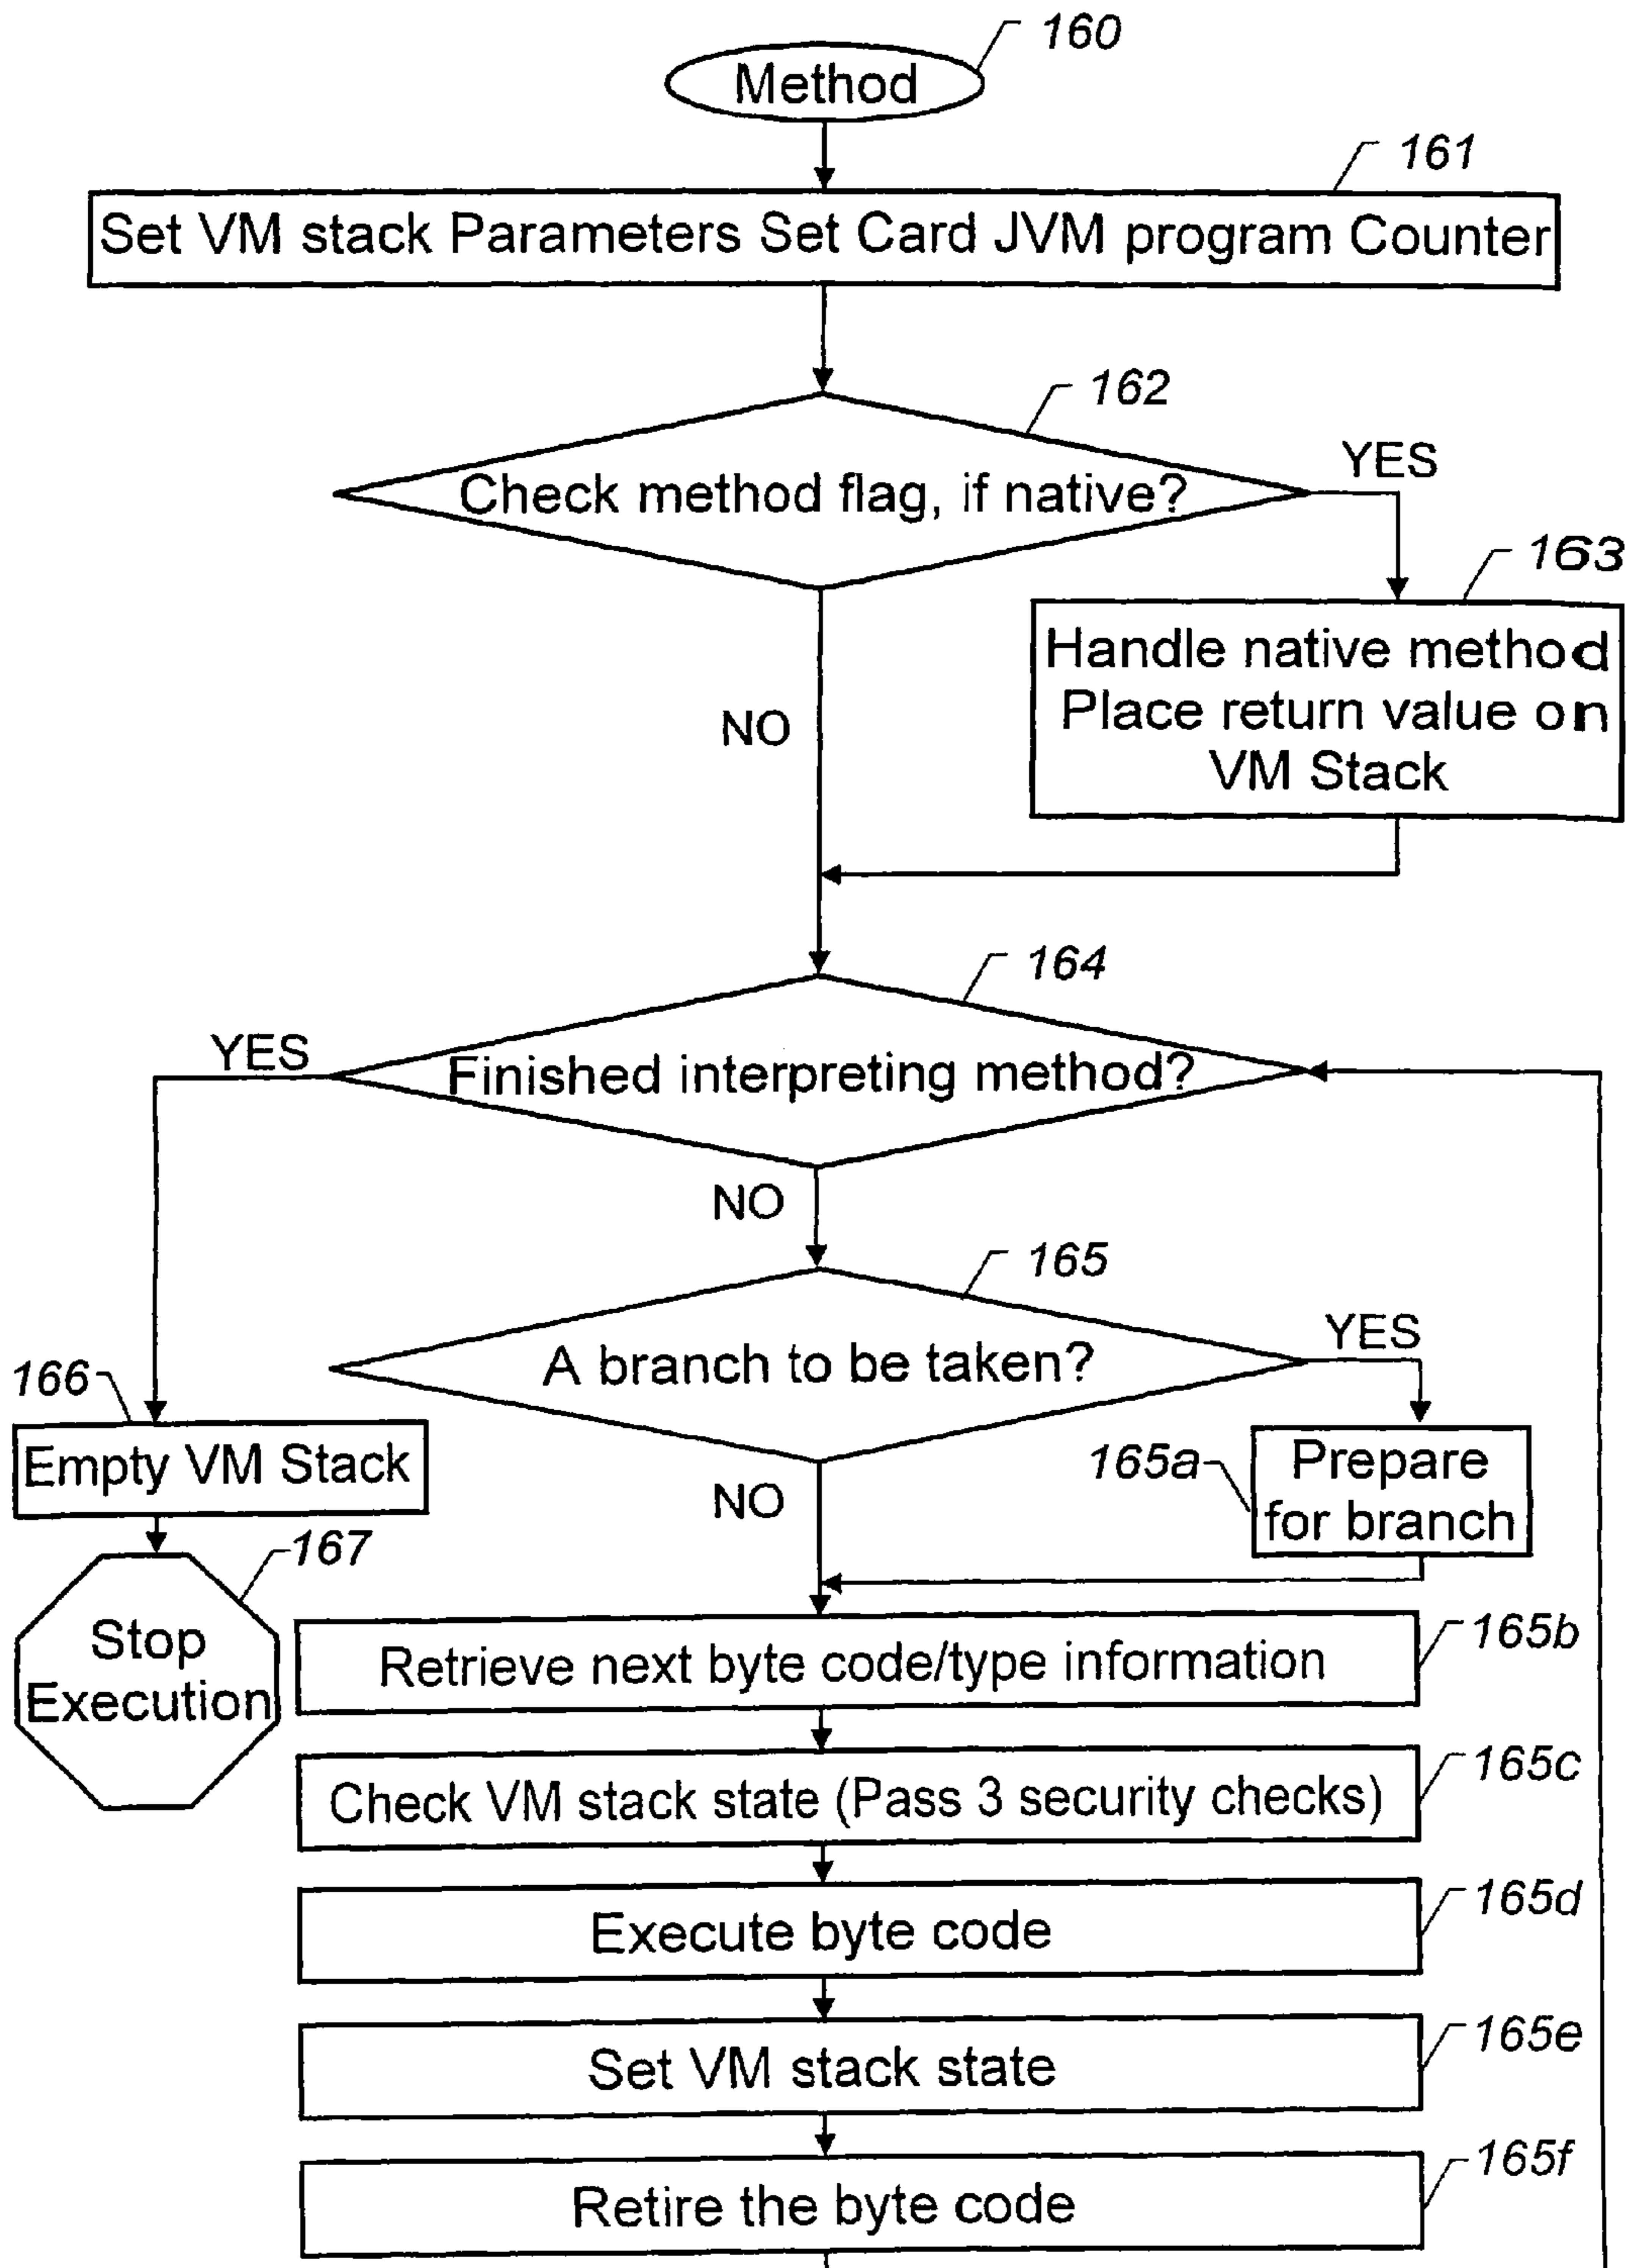 160
Method
161
Set VM stack Parameters Set Card JVM program Counter
162
Check method flag, if native?
YES
163
Handle native method
Place return value on
VM Stack
NO
164
YES
Finished interpreting method?
NO
165
A branch to be taken?
YES
166
Empty VM Stack
165a
Prepare
for branch
NO
167
Stop
Execution
165b
Retrieve next byte code/type information
165c
Check VM stack state (Pass 3 security checks)
165d
Execute byte code
165e
Set VM stack state
165f
Retire the byte code